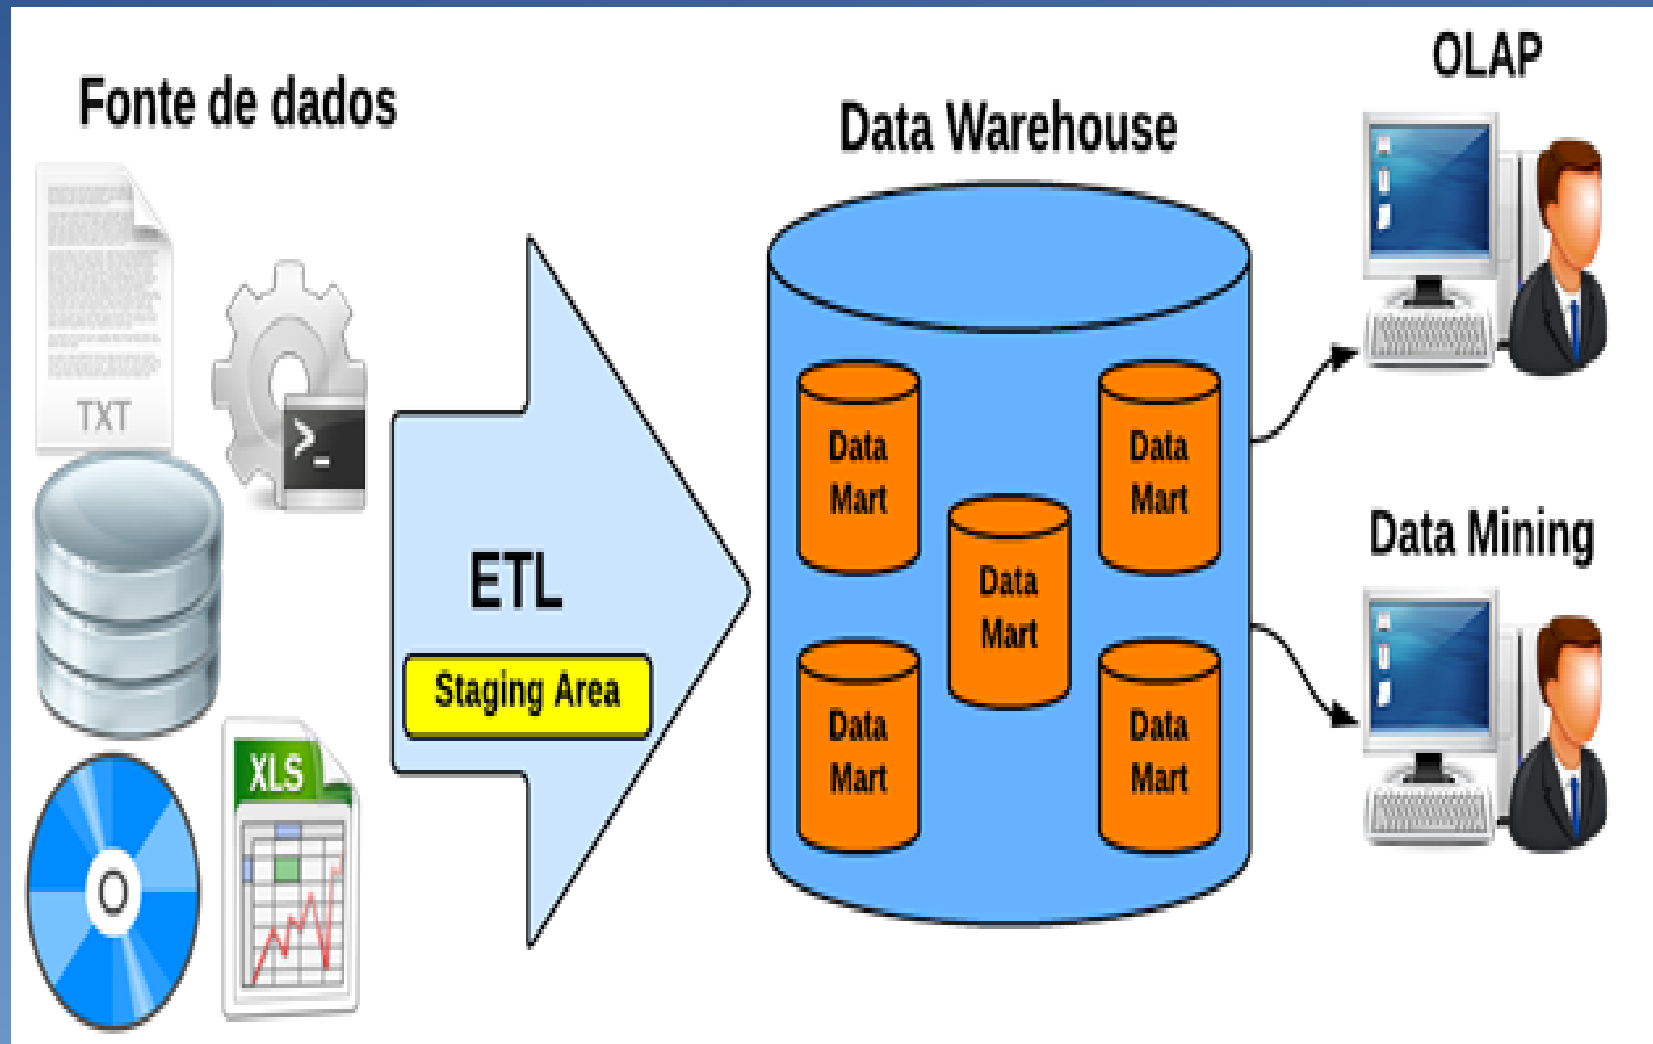 Fonte de dados
TXT
>_
XLS
ETL
Staging Area
Data Warehouse
Data
Mart
Data
Mart
Data
Mart
Data
Mart
Data
Mart
OLAP
Data Mining